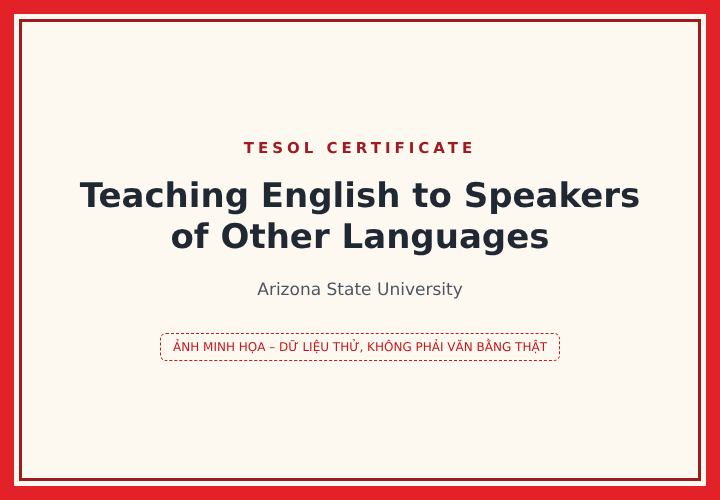 TESOL CERTIFICATE
Teaching English to Speakers
of Other Languages
Arizona State University
ẢNH MINH HỌA – DỮ LIỆU THỬ, KHÔNG PHẢI VĂN BẰNG THẬT